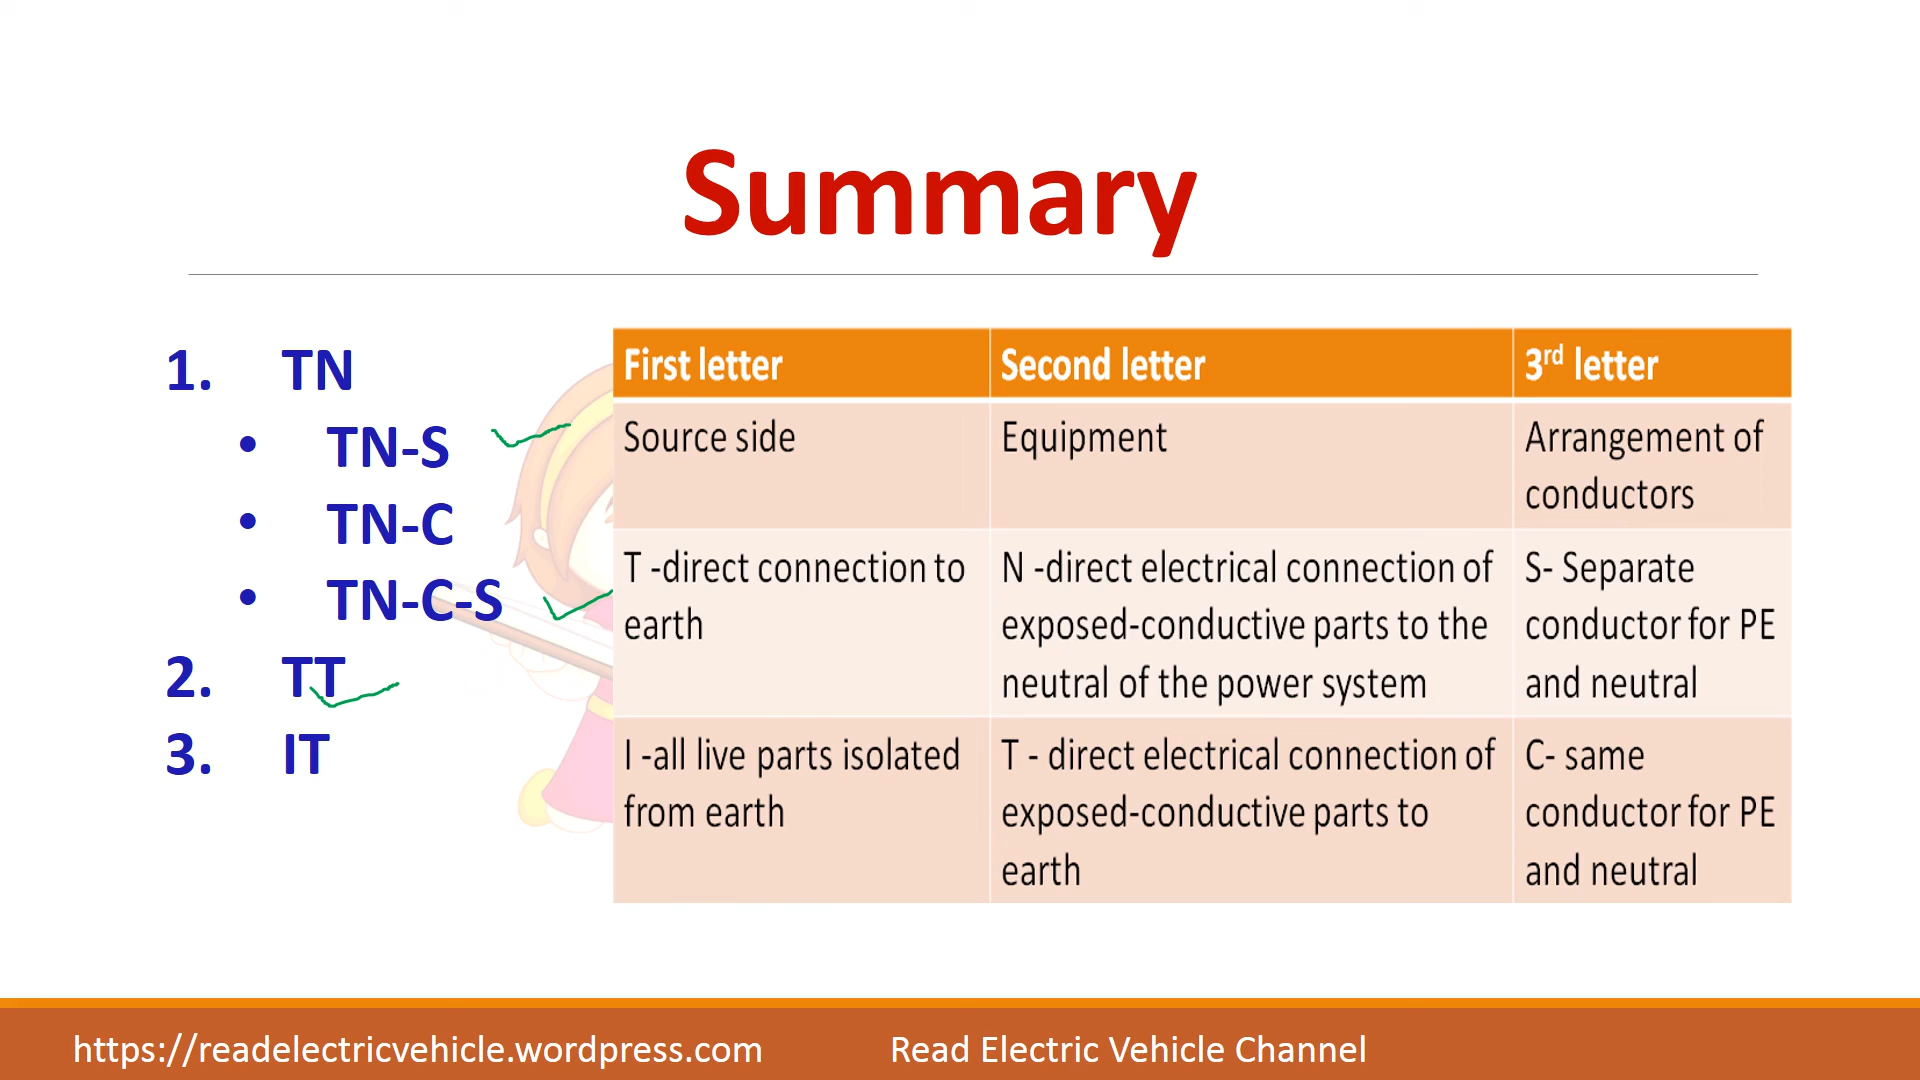 Summary
1. TN
• TN-S
• TN-C
• TN-C-S
2. TT
3. IT
First letter Second letter 3rd letter
Source side Equipment Arrangement of
conductors
T -direct connection to
earth
N -direct electrical connection of
exposed-conductive parts to the
neutral of the power system
S- Separate
conductor for PE
and neutral
I -all live parts isolated
from earth
T - direct electrical connection of
exposed-conductive parts to
earth
C- same
conductor for PE
and neutral
https://readelectricvehicle.wordpress.com Read Electric Vehicle Channel